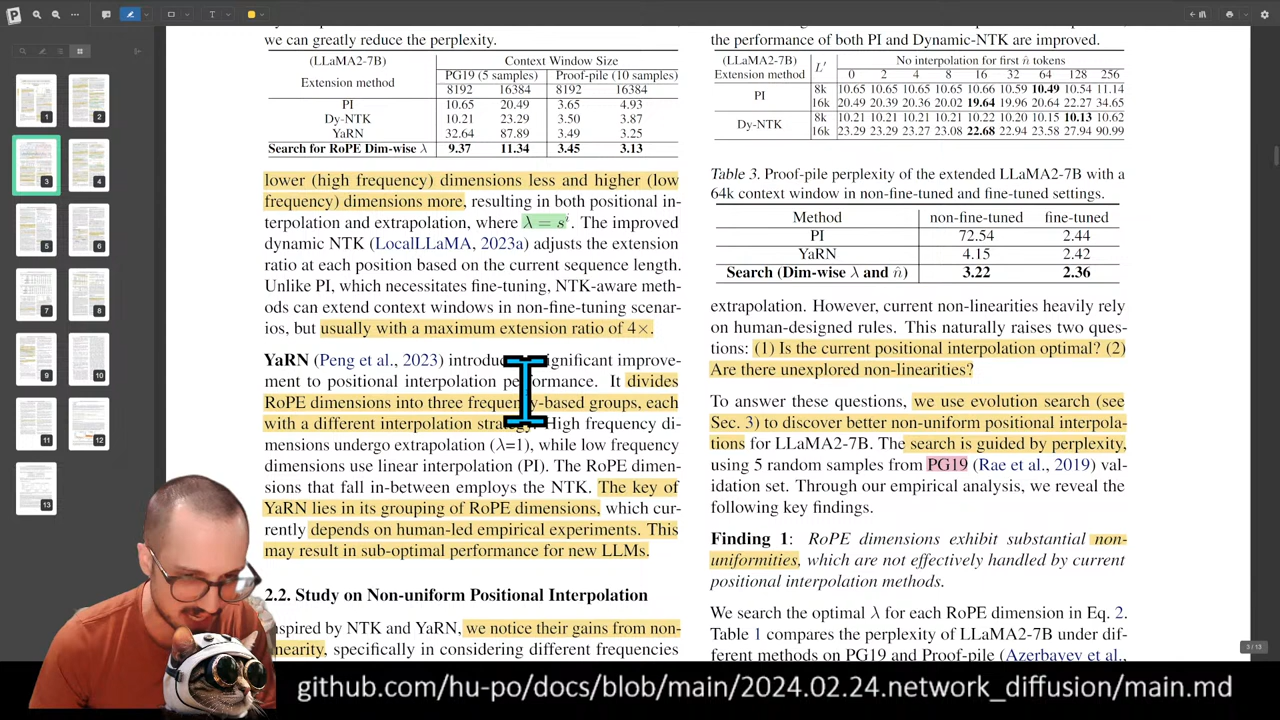 we can greatly reduce the perplexity.
(LLaMA2-7B) Context Window Size
Extension method PG19 (5 samples) Proof-pile (10 samples)
8192 16384 8192 16384
PI 10.65 20.49 3.65 4.93
Dy-NTK 10.21 23.29 3.50 3.87
YaRN 32.64 87.89 3.49 3.25
Search for RoPE Dim-wise λ 9.37 11.34 3.45 3.13
lower (high frequency) dimensions less and higher (low
frequency) dimensions more, resulting in both positional in-
terpolation and extrapolation, where λ = s^i. The improved
dynamic NTK (LocalLLaMA, 2023a) adjusts the extension
ratio at each position based on the current sequence length.
Unlike PI, which necessitates fine-tuning, NTK-aware meth-
ods can extend context windows in non-fine-tuning scenar-
ios, but usually with a maximum extension ratio of 4×.
YaRN (Peng et al., 2023) significant improve-
ment to positional interpolation performance. It divides
RoPE dimension into -based groups, each
with a different interpolation High frequency di-
mensions undergo extrapolation (λ=1), while low frequency
dimensions use linear interpolation (PI). The RoPE dimen-
sions that fall in-between employs the NTK. The key of
YaRN lies in its grouping of RoPE dimensions, which cur-
rently depends on human-led empirical experiments. This
may result in sub-optimal performance for new LLMs.
2.2. Study on Non-uniform Positional Interpolation
nspired by NTK and YaRN, we notice their gains from non-
nearity, specifically in considering different frequencies
the performance of both PI and Dynamic-NTK are improved.
(LLaMA2-7B) L′ No interpolation for first n̂ tokens
Extension method 0 2 4 8 16 32 64 128 256
PI 8k 10.65 10.65 10.65 10.65 10.66 10.59 10.49 10.54 11.14
16k 20.49 20.39 20.36 20.02 19.64 19.96 20.64 22.27 34.65
Dy-NTK 8k 10.21 10.21 10.21 10.21 10.22 10.20 10.17 10.13 10.62
16k 23.29 23.29 23.27 23.08 22.68 22.94 23.58 27.94 90.99
Table 3. Proof-pile perplexity of the extended LLaMA2-7B with a
64k context window in non-fine-tuned and fine-tuned settings.
Method non-fine-tuned fine-tuned
PI 72.54 2.44
YaRN 4.15 2.42
Search (Dim-wise λ and n̂) 3.22 2.36
extrapolation. However, current non-linearities heavily rely
on human-designed rules. This naturally raises two ques-
tions: (1) Is the current positional interpolation optimal? (2)
Are there unexplored non-linearities?
To answer these questions, we use evolution search (see
Sec. 3) to discover better non-uniform positional interpola-
tions for LLaMA2-7B. The search is guided by perplexity,
using 5 random samples from PG19 (Rae et al., 2019) val-
idation set. Through our empirical analysis, we reveal the
following key findings.
Finding 1: RoPE dimensions exhibit substantial non-
uniformities, which are not effectively handled by current
positional interpolation methods.
We search the optimal λ for each RoPE dimension in Eq. 2.
Table 1 compares the perplexity of LLaMA2-7B under dif-
ferent methods on PG19 and Proof-pile (Azerbayev et al.,
1
2
3
4
5
6
7
8
9
10
11
12
13
3 / 13
github.com/hu-po/docs/blob/main/2024.02.24.network_diffusion/main.md